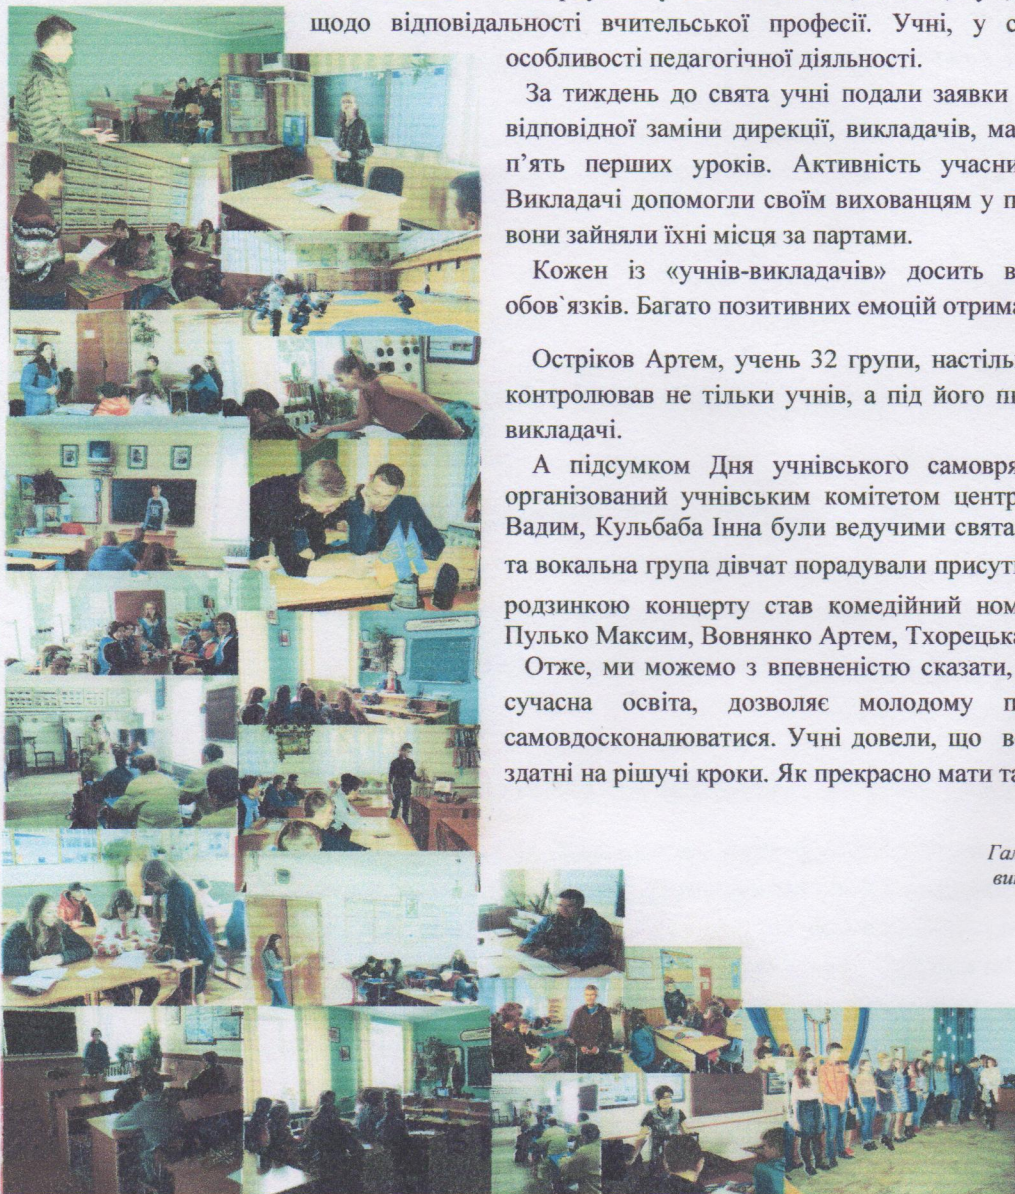 щодо відповідальності вчительської професії. Учні, у с
особливості педагогічної діяльності.
За тиждень до свята учні подали заявки
відповідної заміни дирекції, викладачів, ма
п’ять перших уроків. Активність учасни
Викладачі допомогли своїм вихованцям у п
вони зайняли їхні місця за партами.
Кожен із «учнів-викладачів» досить в
обов`язків. Багато позитивних емоцій отрима
Остріков Артем, учень 32 групи, настіль
контролював не тільки учнів, а під його п
викладачі.
А підсумком Дня учнівського самовря
організований учнівським комітетом центр
Вадим, Кульбаба Інна були ведучими свята
та вокальна група дівчат порадували присут
родзинкою концерту став комедійний ном
Пулько Максим, Вовнянко Артем, Тхорецька
Отже, ми можемо з впевненістю сказати,
сучасна освіта, дозволяє молодому п
самовдосконалюватися. Учні довели, що в
здатні на рішучі кроки. Як прекрасно мати та
Гал
вик